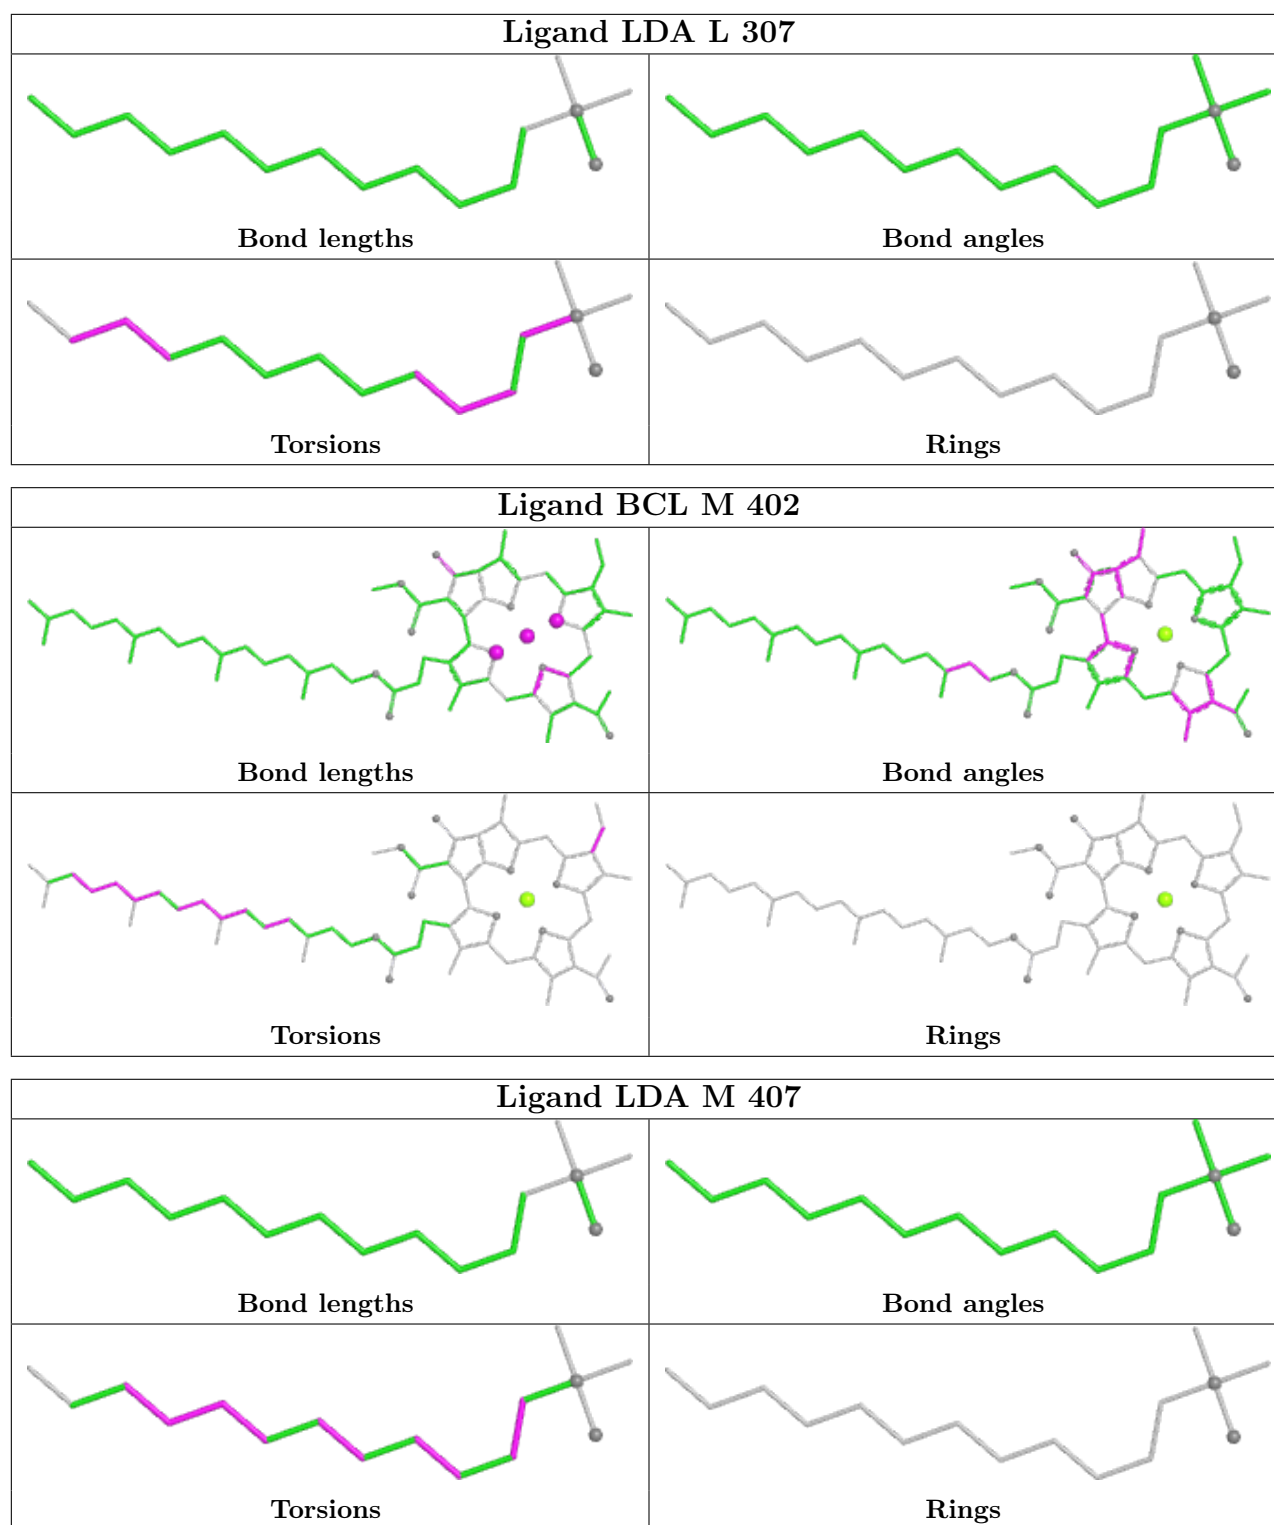 Ligand LDA L 307
Bond lengths
Bond angles
Torsions
Rings
Ligand BCL M 402
Bond lengths
Bond angles
Torsions
Rings
Ligand LDA M 407
Bond lengths
Bond angles
Torsions
Rings